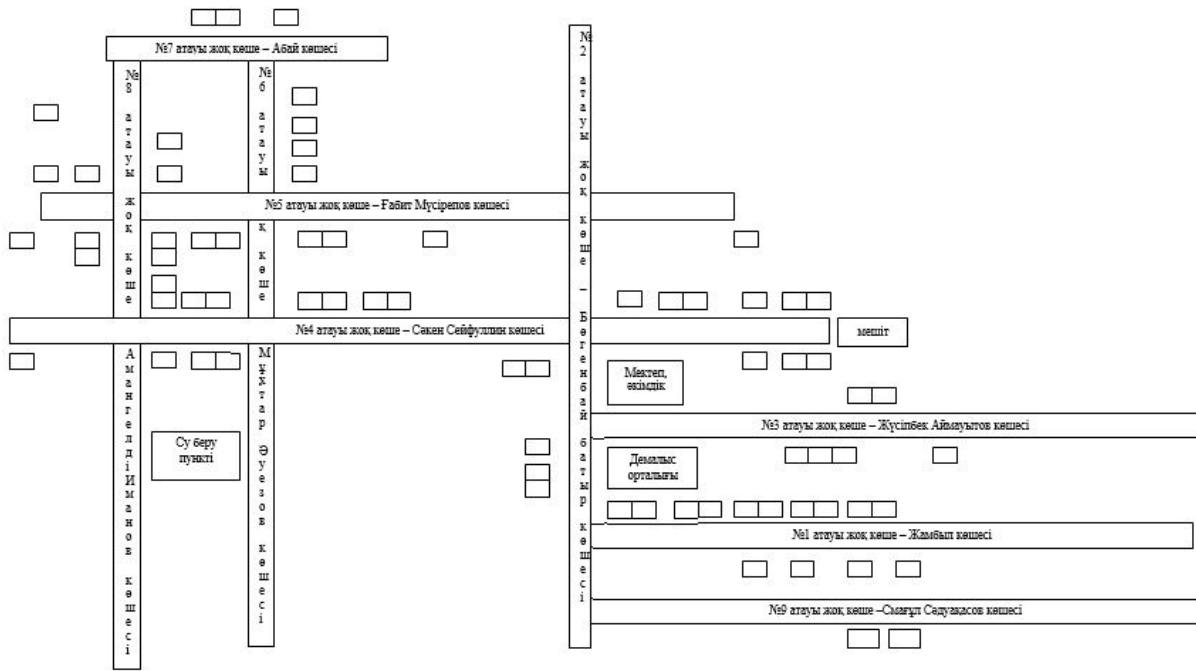 №7 атауы жоқ көше – Абай көшесі
№8 атауы жоқ көше Амангелді Иманов көшесі
№6 атауы жоқ көше Мұхтар Әуезов көшесі
№2 атауы жоқ көше – Бөгенбай батыр көшесі
№5 атауы жоқ көше – Ғабит Мүсірепов көшесі
№4 атауы жоқ көше – Сәкен Сейфуллин көшесі
мешіт
Мектеп,
әкімдік
№3 атауы жоқ көше – Жүсіпбек Аймауытов көшесі
Су беру
пункті
Демалыс
орталығы
№1 атауы жоқ көше – Жамбыл көшесі
№9 атауы жоқ көше –Смағұл Садуақасов көшесі